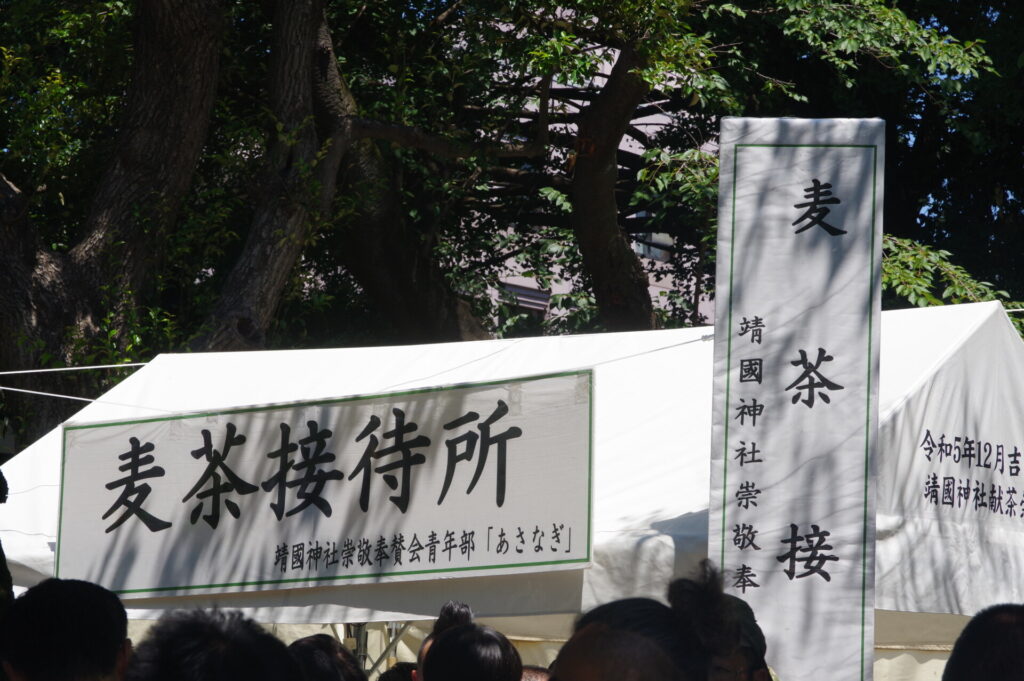 麦茶接待所
靖國神社崇敬奉賛会青年部「あさなぎ」
麦茶接
靖國神社崇敬奉
令和5年12月吉
靖國神社献茶